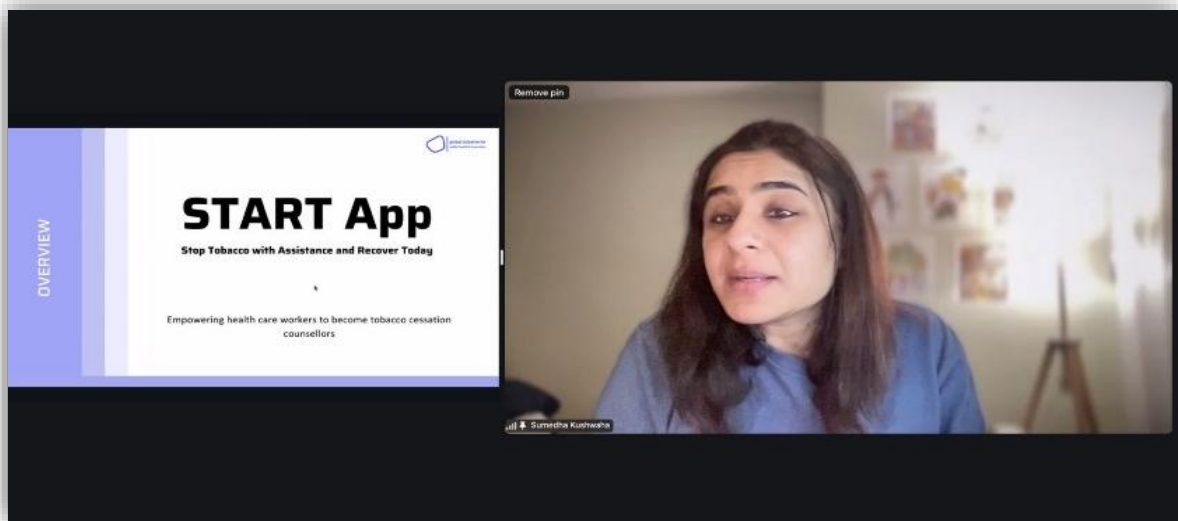 OVERVIEW
START App
Stop Tobacco with Assistance and Recover Today
Empowering health care workers to become tobacco cessation
counsellors
Remove pin
Sumedha Kushwaha